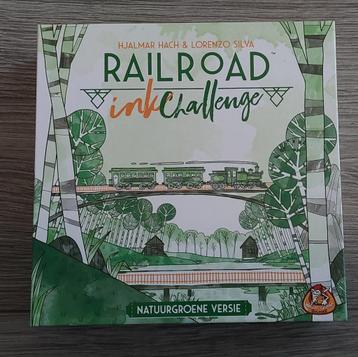 HJALMAR HACH & LORENZO SILVA
RAILROAD
ink Challenge
NATUURGROENE VERSIE